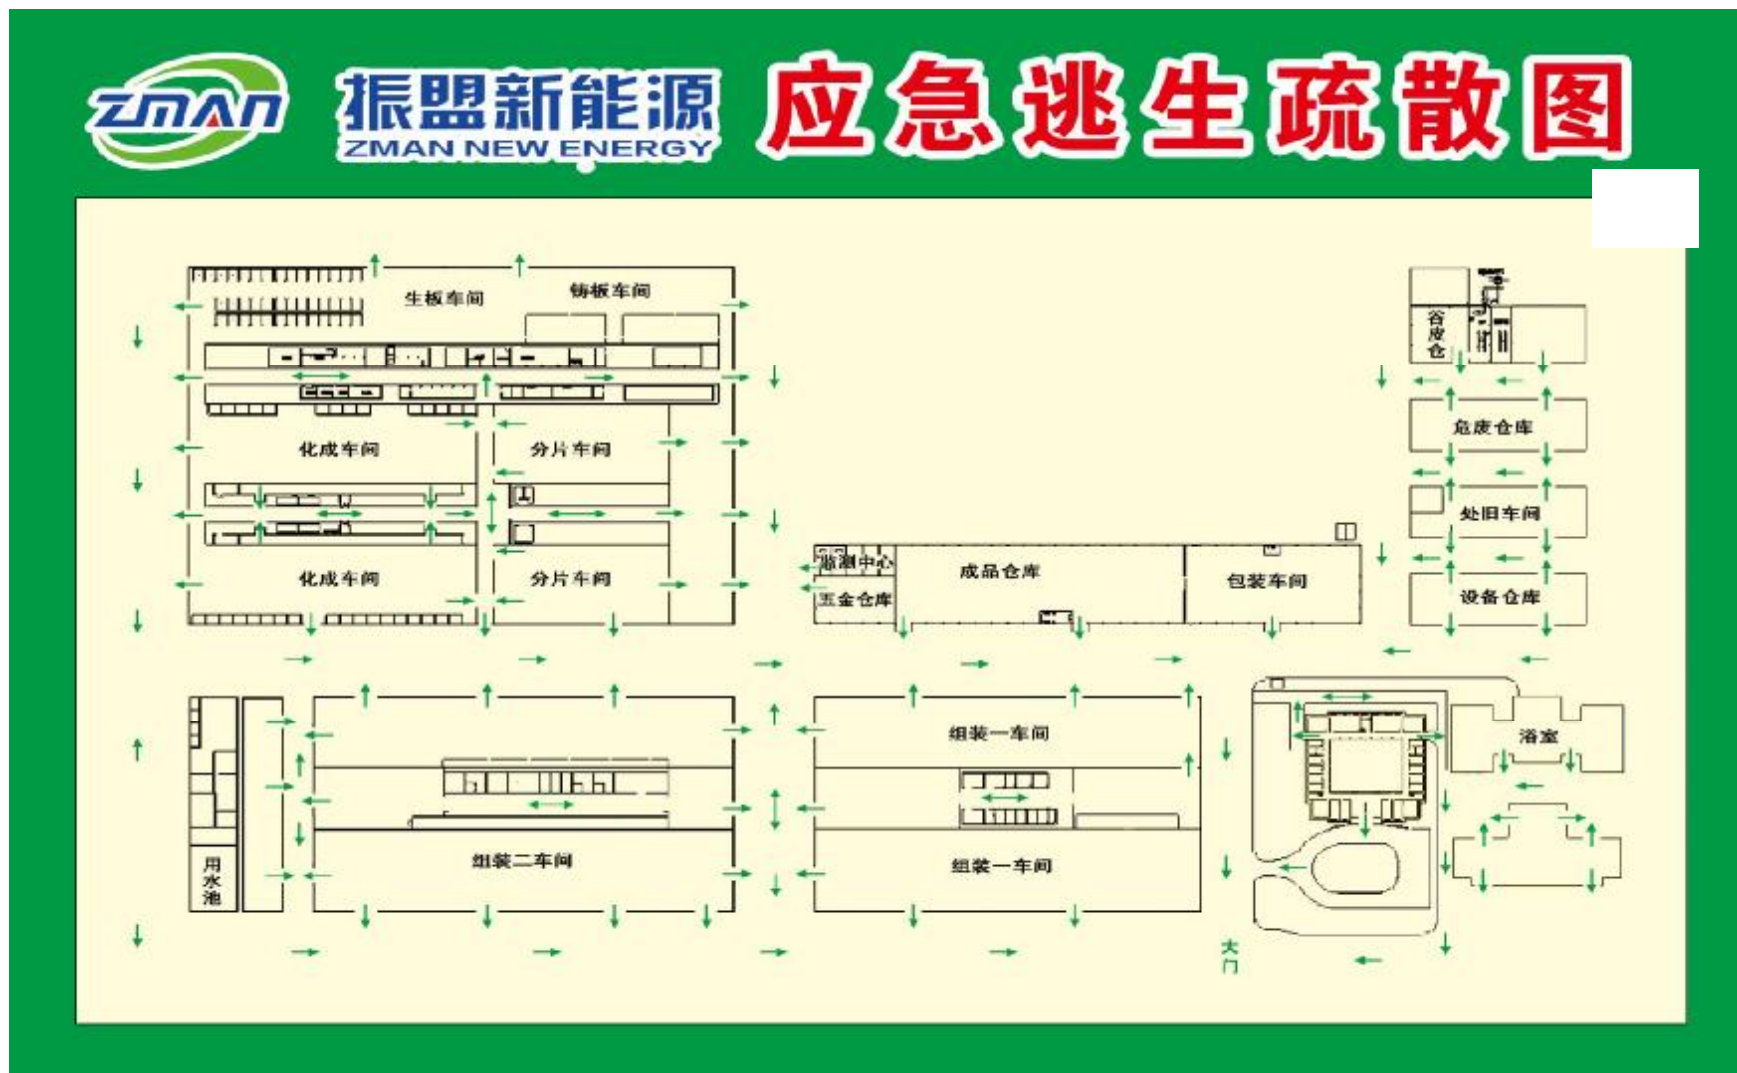 ZMAN
振盟新能源
ZMAN NEW ENERGY
应急逃生疏散图
生板车间
铸板车间
谷皮仓
化成车间
分片车间
危废仓库
处旧车间
化成车间
分片车间
监测中心
五金仓库
成品仓库
包装车间
设备仓库
组装一车间
浴室
用水池
组装二车间
组装一车间
大门